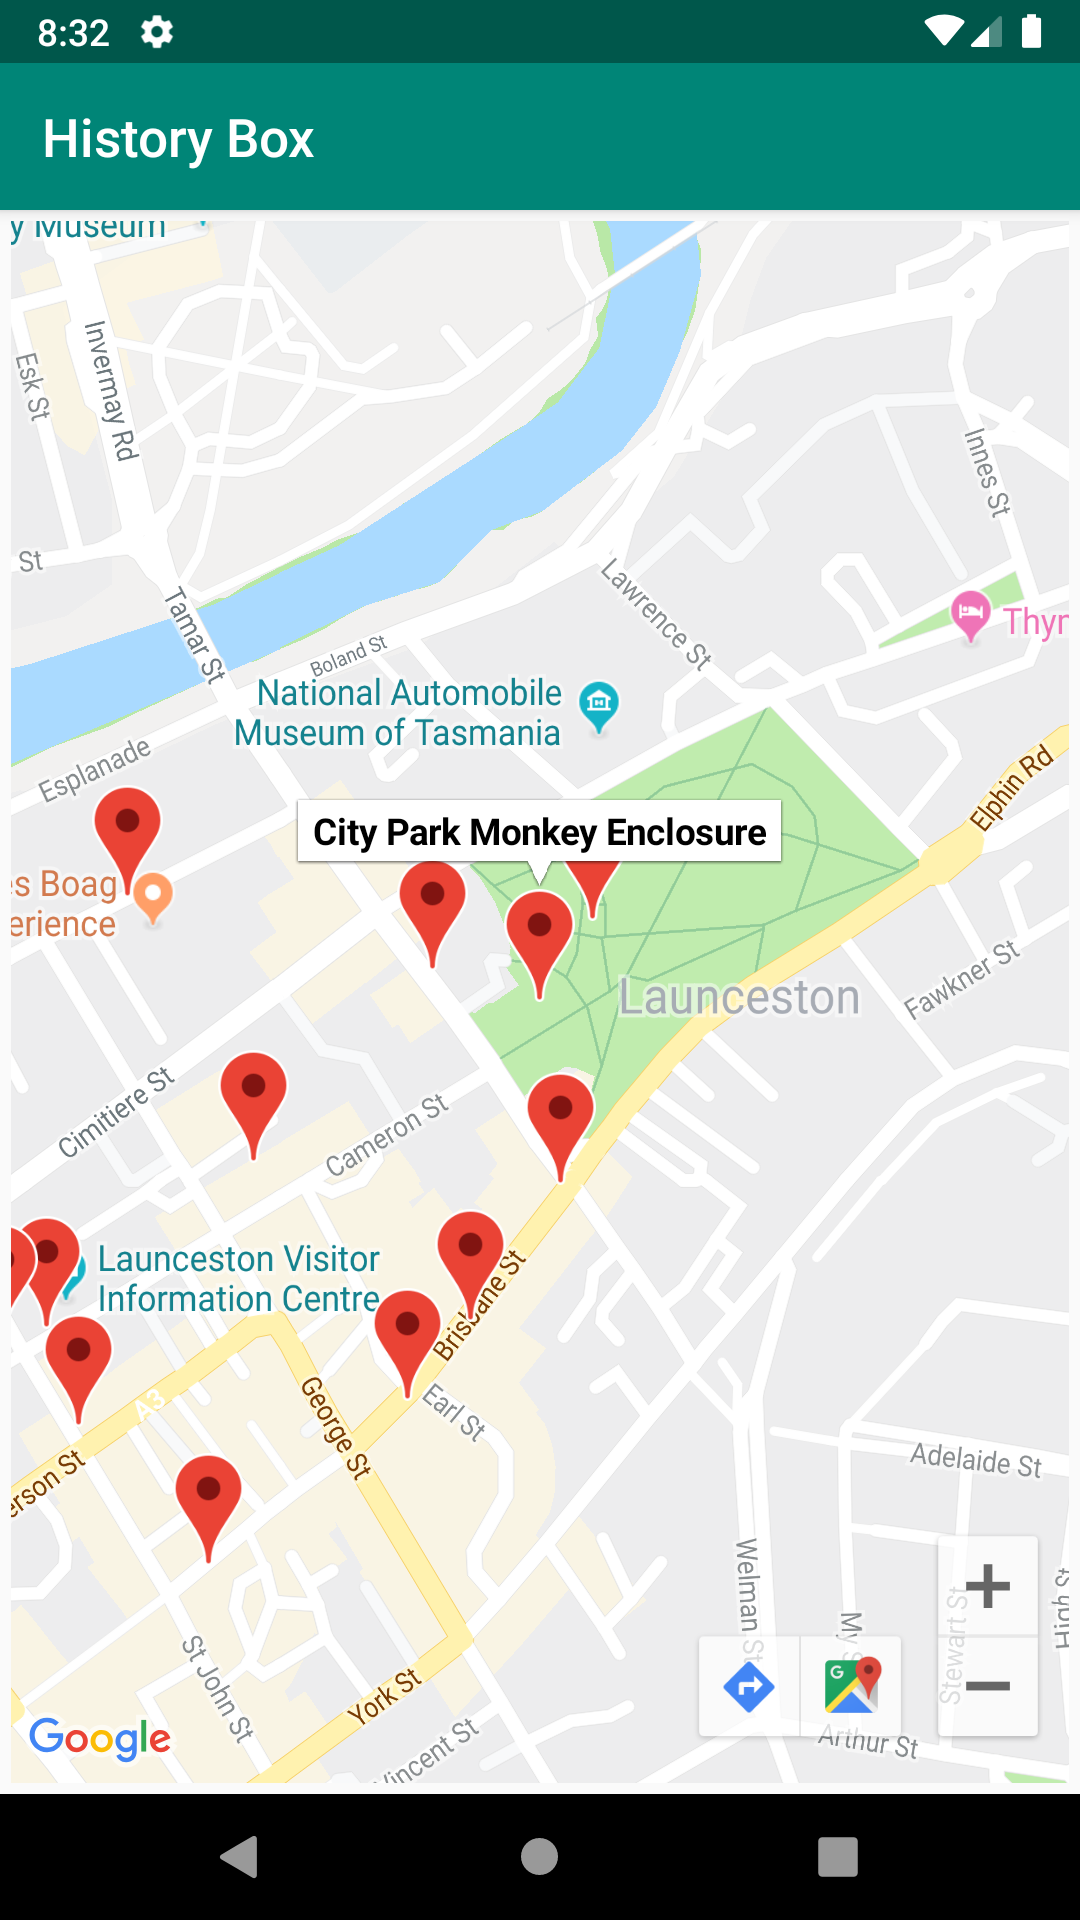 8:32
History Box
y Museum
Invermay Rd
Esk St
Innes St
St
Lawrence St
Tamar St
Thyr
Boland St
National Automobile
Museum of Tasmania
Esplanade
Elphin Rd
City Park Monkey Enclosure
es Boag
erience
Launceston
Fawkner St
Cimitiere St
Cameron St
Launceston Visitor
Information Centre
Brisbane St
A3
George St
Earl St
erson St
Adelaide St
Welman St
My
Stewart St
High St
St John St
York St
Vincent St
Arthur St
Google